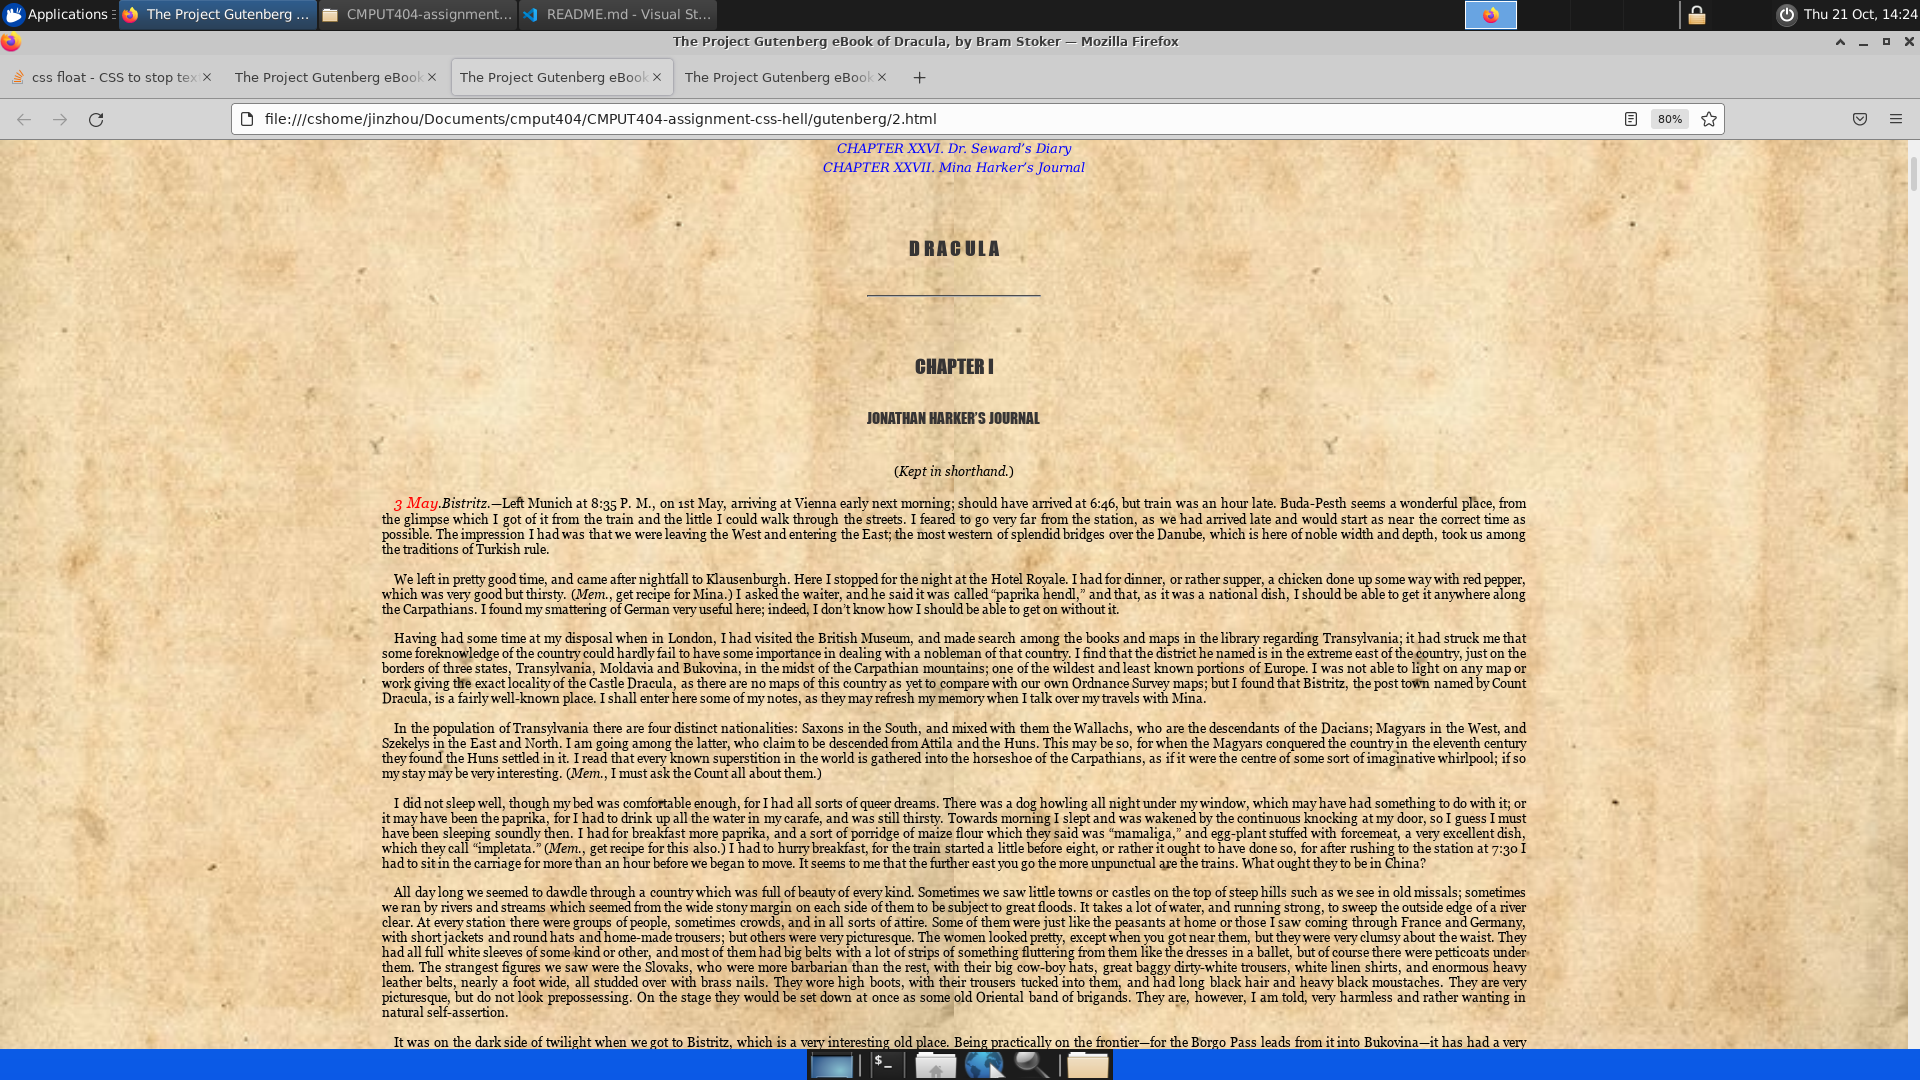 Applications
The Project Gutenberg ...
CMPUT404-assignment...
README.md - Visual St...
Thu 21 Oct, 14:24
The Project Gutenberg eBook of Dracula, by Bram Stoker — Mozilla Firefox
css float - CSS to stop tex
The Project Gutenberg eBook
The Project Gutenberg eBook
The Project Gutenberg eBook
file:///cshome/jinzhou/Documents/cmput404/CMPUT404-assignment-css-hell/gutenberg/2.html
80%
CHAPTER XXVI. Dr. Seward’s Diary
CHAPTER XXVII. Mina Harker’s Journal
D R A C U L A
CHAPTER I
JONATHAN HARKER’S JOURNAL
(Kept in shorthand.)
3 May.Bistritz.—Left Munich at 8:35 P. M., on 1st May, arriving at Vienna early next morning; should have arrived at 6:46, but train was an hour late. Buda-Pesth seems a wonderful place, from
the glimpse which I got of it from the train and the little I could walk through the streets. I feared to go very far from the station, as we had arrived late and would start as near the correct time as
possible. The impression I had was that we were leaving the West and entering the East; the most western of splendid bridges over the Danube, which is here of noble width and depth, took us among
the traditions of Turkish rule.
We left in pretty good time, and came after nightfall to Klausenburgh. Here I stopped for the night at the Hotel Royale. I had for dinner, or rather supper, a chicken done up some way with red pepper,
which was very good but thirsty. (Mem., get recipe for Mina.) I asked the waiter, and he said it was called “paprika hendl,” and that, as it was a national dish, I should be able to get it anywhere along
the Carpathians. I found my smattering of German very useful here; indeed, I don’t know how I should be able to get on without it.
Having had some time at my disposal when in London, I had visited the British Museum, and made search among the books and maps in the library regarding Transylvania; it had struck me that
some foreknowledge of the country could hardly fail to have some importance in dealing with a nobleman of that country. I find that the district he named is in the extreme east of the country, just on the
borders of three states, Transylvania, Moldavia and Bukovina, in the midst of the Carpathian mountains; one of the wildest and least known portions of Europe. I was not able to light on any map or
work giving the exact locality of the Castle Dracula, as there are no maps of this country as yet to compare with our own Ordnance Survey maps; but I found that Bistritz, the post town named by Count
Dracula, is a fairly well-known place. I shall enter here some of my notes, as they may refresh my memory when I talk over my travels with Mina.
In the population of Transylvania there are four distinct nationalities: Saxons in the South, and mixed with them the Wallachs, who are the descendants of the Dacians; Magyars in the West, and
Szekelys in the East and North. I am going among the latter, who claim to be descended from Attila and the Huns. This may be so, for when the Magyars conquered the country in the eleventh century
they found the Huns settled in it. I read that every known superstition in the world is gathered into the horseshoe of the Carpathians, as if it were the centre of some sort of imaginative whirlpool; if so
my stay may be very interesting. (Mem., I must ask the Count all about them.)
I did not sleep well, though my bed was comfortable enough, for I had all sorts of queer dreams. There was a dog howling all night under my window, which may have had something to do with it; or
it may have been the paprika, for I had to drink up all the water in my carafe, and was still thirsty. Towards morning I slept and was wakened by the continuous knocking at my door, so I guess I must
have been sleeping soundly then. I had for breakfast more paprika, and a sort of porridge of maize flour which they said was “mamaliga,” and egg-plant stuffed with forcemeat, a very excellent dish,
which they call “impletata.” (Mem., get recipe for this also.) I had to hurry breakfast, for the train started a little before eight, or rather it ought to have done so, for after rushing to the station at 7:30 I
had to sit in the carriage for more than an hour before we began to move. It seems to me that the further east you go the more unpunctual are the trains. What ought they to be in China?
All day long we seemed to dawdle through a country which was full of beauty of every kind. Sometimes we saw little towns or castles on the top of steep hills such as we see in old missals; sometimes
we ran by rivers and streams which seemed from the wide stony margin on each side of them to be subject to great floods. It takes a lot of water, and running strong, to sweep the outside edge of a river
clear. At every station there were groups of people, sometimes crowds, and in all sorts of attire. Some of them were just like the peasants at home or those I saw coming through France and Germany,
with short jackets and round hats and home-made trousers; but others were very picturesque. The women looked pretty, except when you got near them, but they were very clumsy about the waist. They
had all full white sleeves of some kind or other, and most of them had big belts with a lot of strips of something fluttering from them like the dresses in a ballet, but of course there were petticoats under
them. The strangest figures we saw were the Slovaks, who were more barbarian than the rest, with their big cow-boy hats, great baggy dirty-white trousers, white linen shirts, and enormous heavy
leather belts, nearly a foot wide, all studded over with brass nails. They wore high boots, with their trousers tucked into them, and had long black hair and heavy black moustaches. They are very
picturesque, but do not look prepossessing. On the stage they would be set down at once as some old Oriental band of brigands. They are, however, I am told, very harmless and rather wanting in
natural self-assertion.
It was on the dark side of twilight when we got to Bistritz, which is a very interesting old place. Being practically on the frontier—for the Borgo Pass leads from it into Bukovina—it has had a very
$_